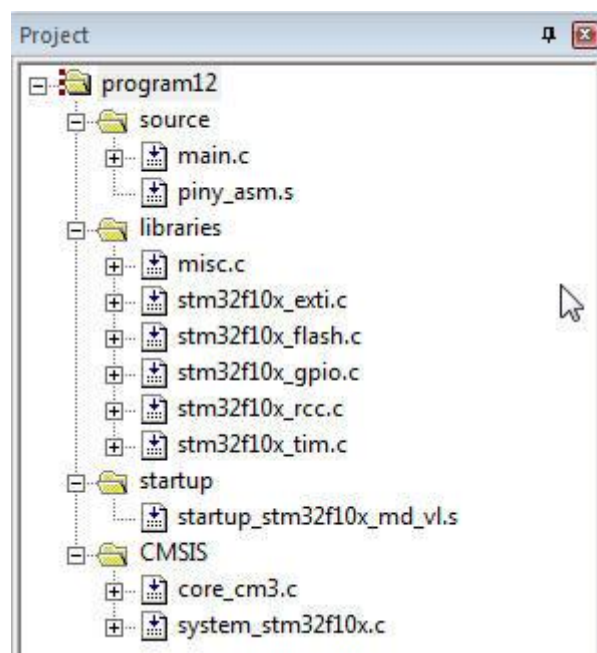 Project
program12
source
main.c
piny_asm.s
libraries
misc.c
stm32f10x_exti.c
stm32f10x_flash.c
stm32f10x_gpio.c
stm32f10x_rcc.c
stm32f10x_tim.c
startup
startup_stm32f10x_md_vl.s
CMSIS
core_cm3.c
system_stm32f10x.c